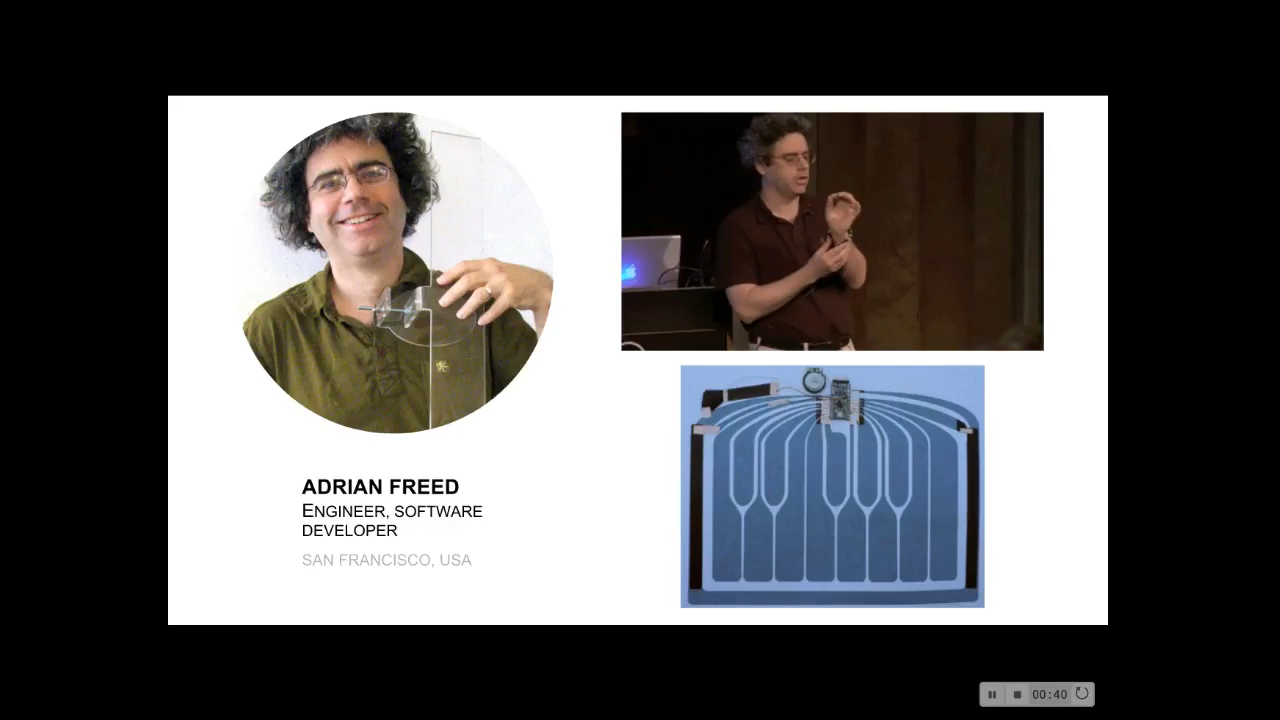 ADRIAN FREED
ENGINEER, SOFTWARE
DEVELOPER
SAN FRANCISCO, USA
00:40